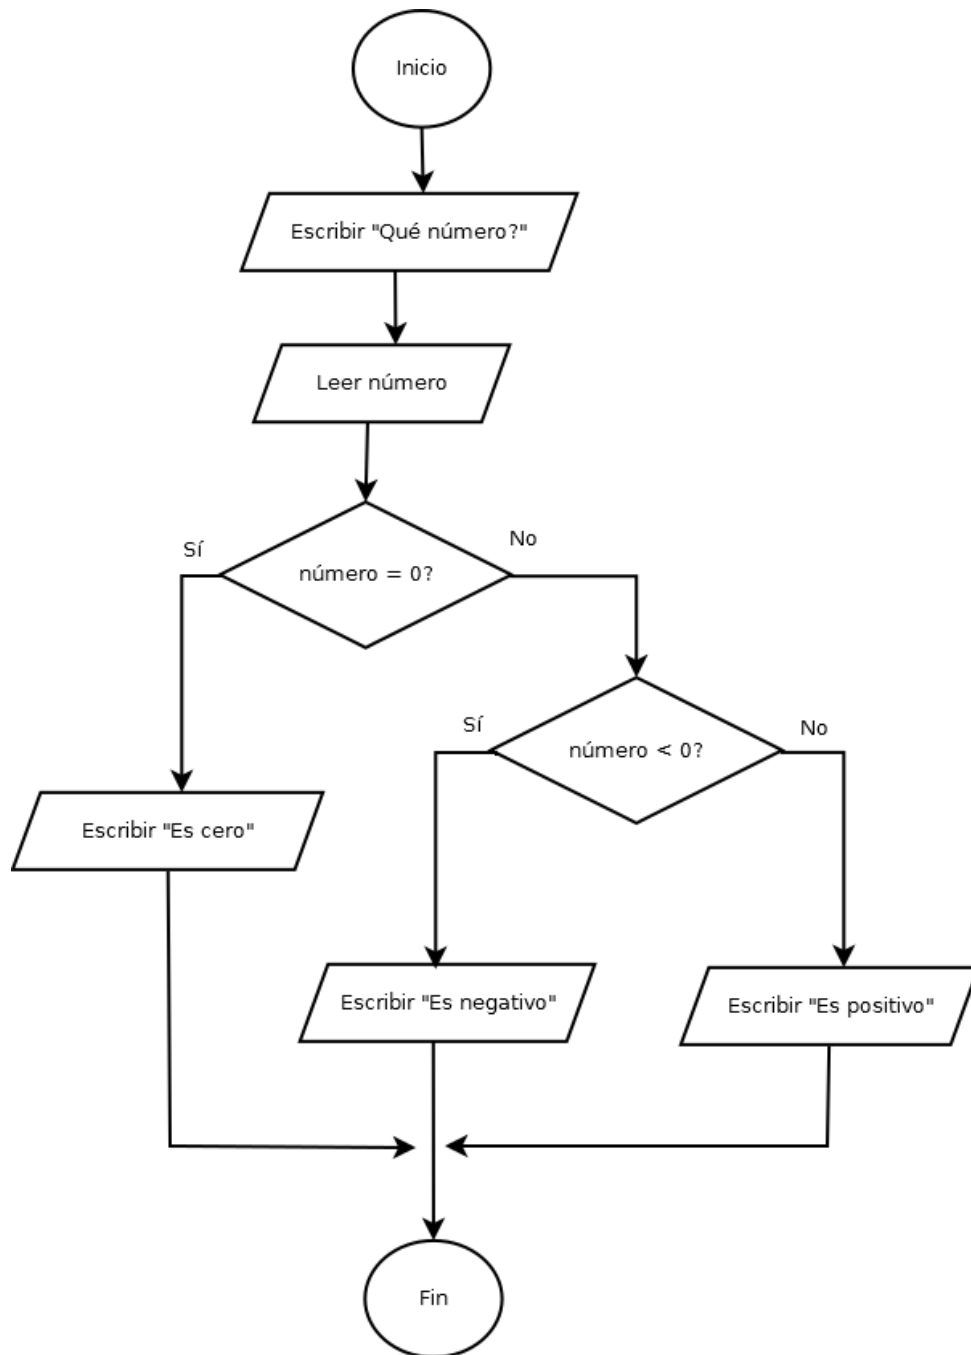 Inicio
Escribir "Qué número?"
Leer número
Sí
No
número = 0?
Sí
No
número < 0?
Escribir "Es cero"
Escribir "Es negativo"
Escribir "Es positivo"
Fin